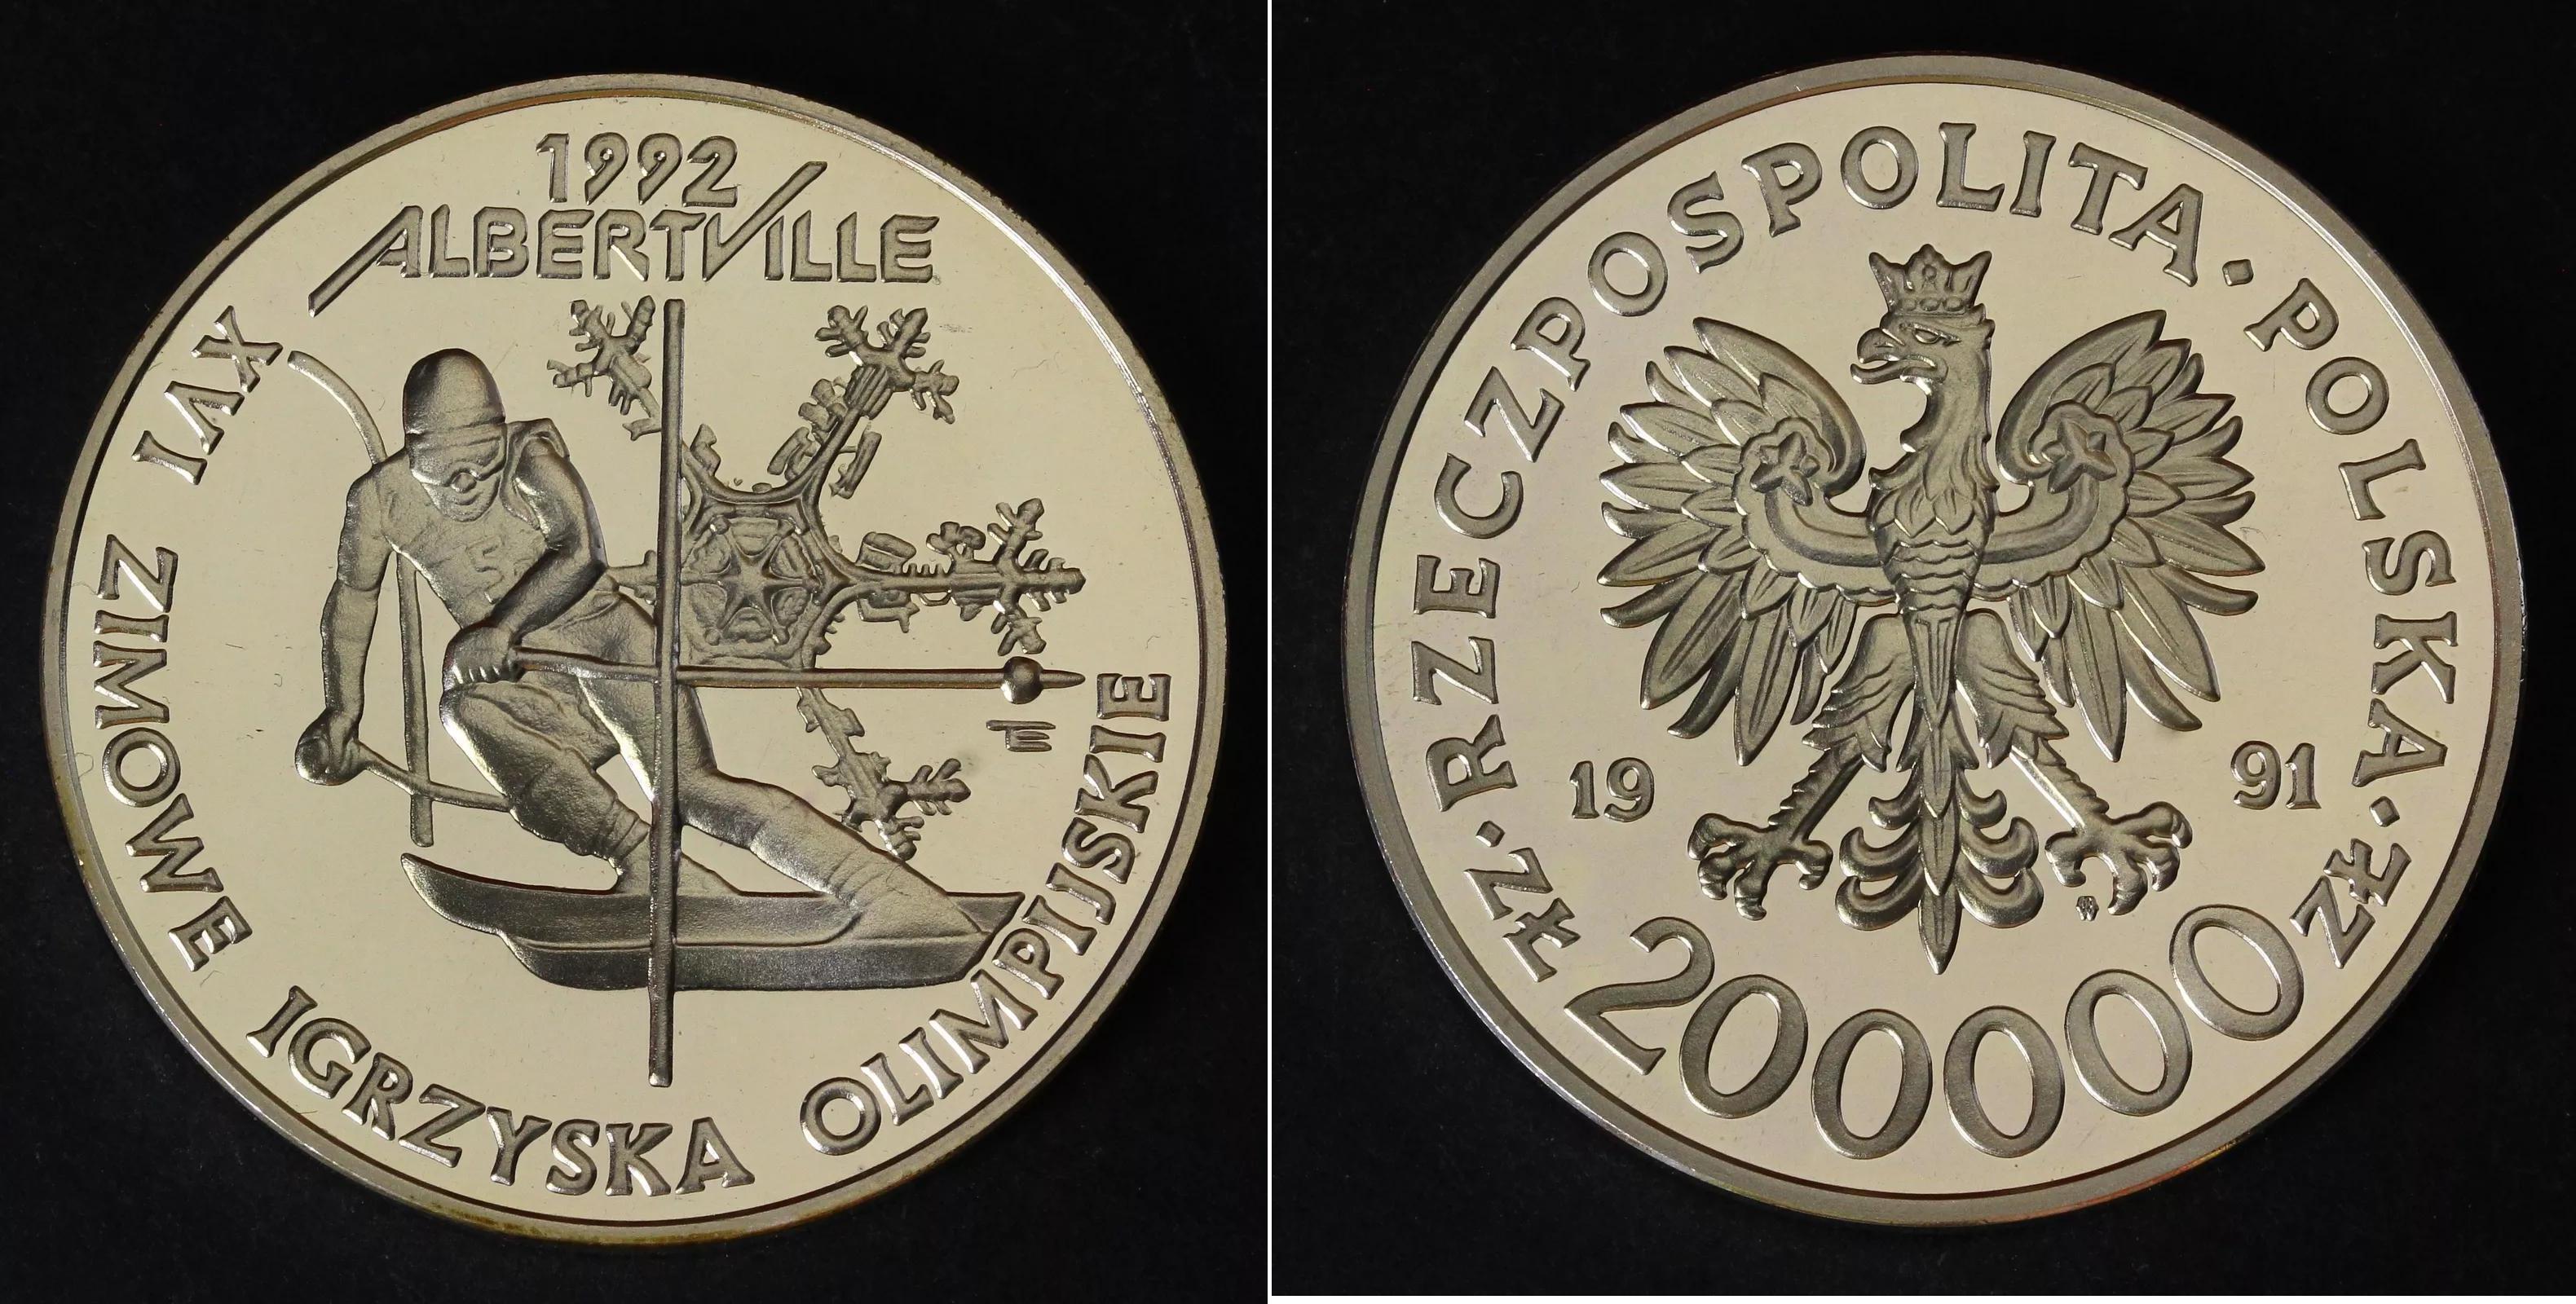 1992
ALBERTVILLE
XVI ZIMOWE IGRZYSKA OLIMPIJSKIE
5
RZECZPOSPOLITA · POLSKA ·
19 91
ZŁ 200000 ZŁ